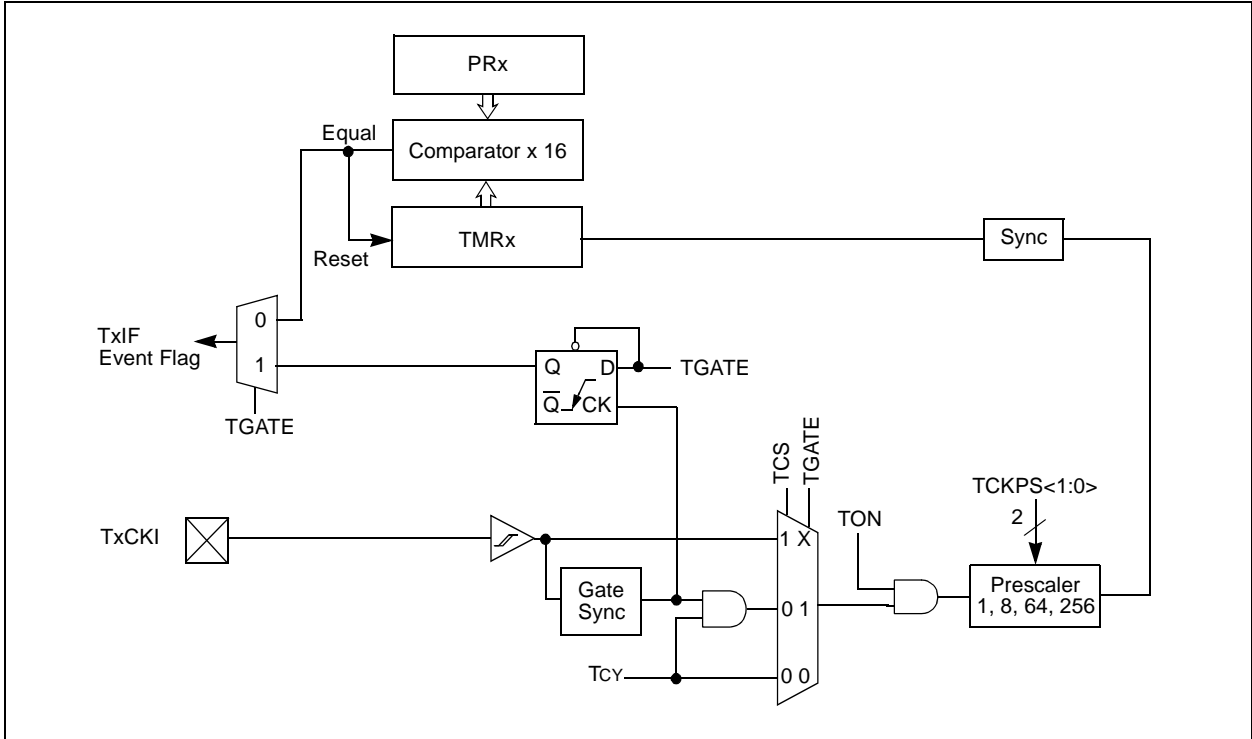 PRx
Equal
Comparator x 16
TMRx
Reset
Sync
0
TxIF
Event Flag
1
TGATE
Q D
Q̅ CK
TGATE
TCS
TGATE
TCKPS<1:0>
2
TON
TxCKI
1 X
Gate
Sync
0 1
Prescaler
1, 8, 64, 256
TCY
0 0